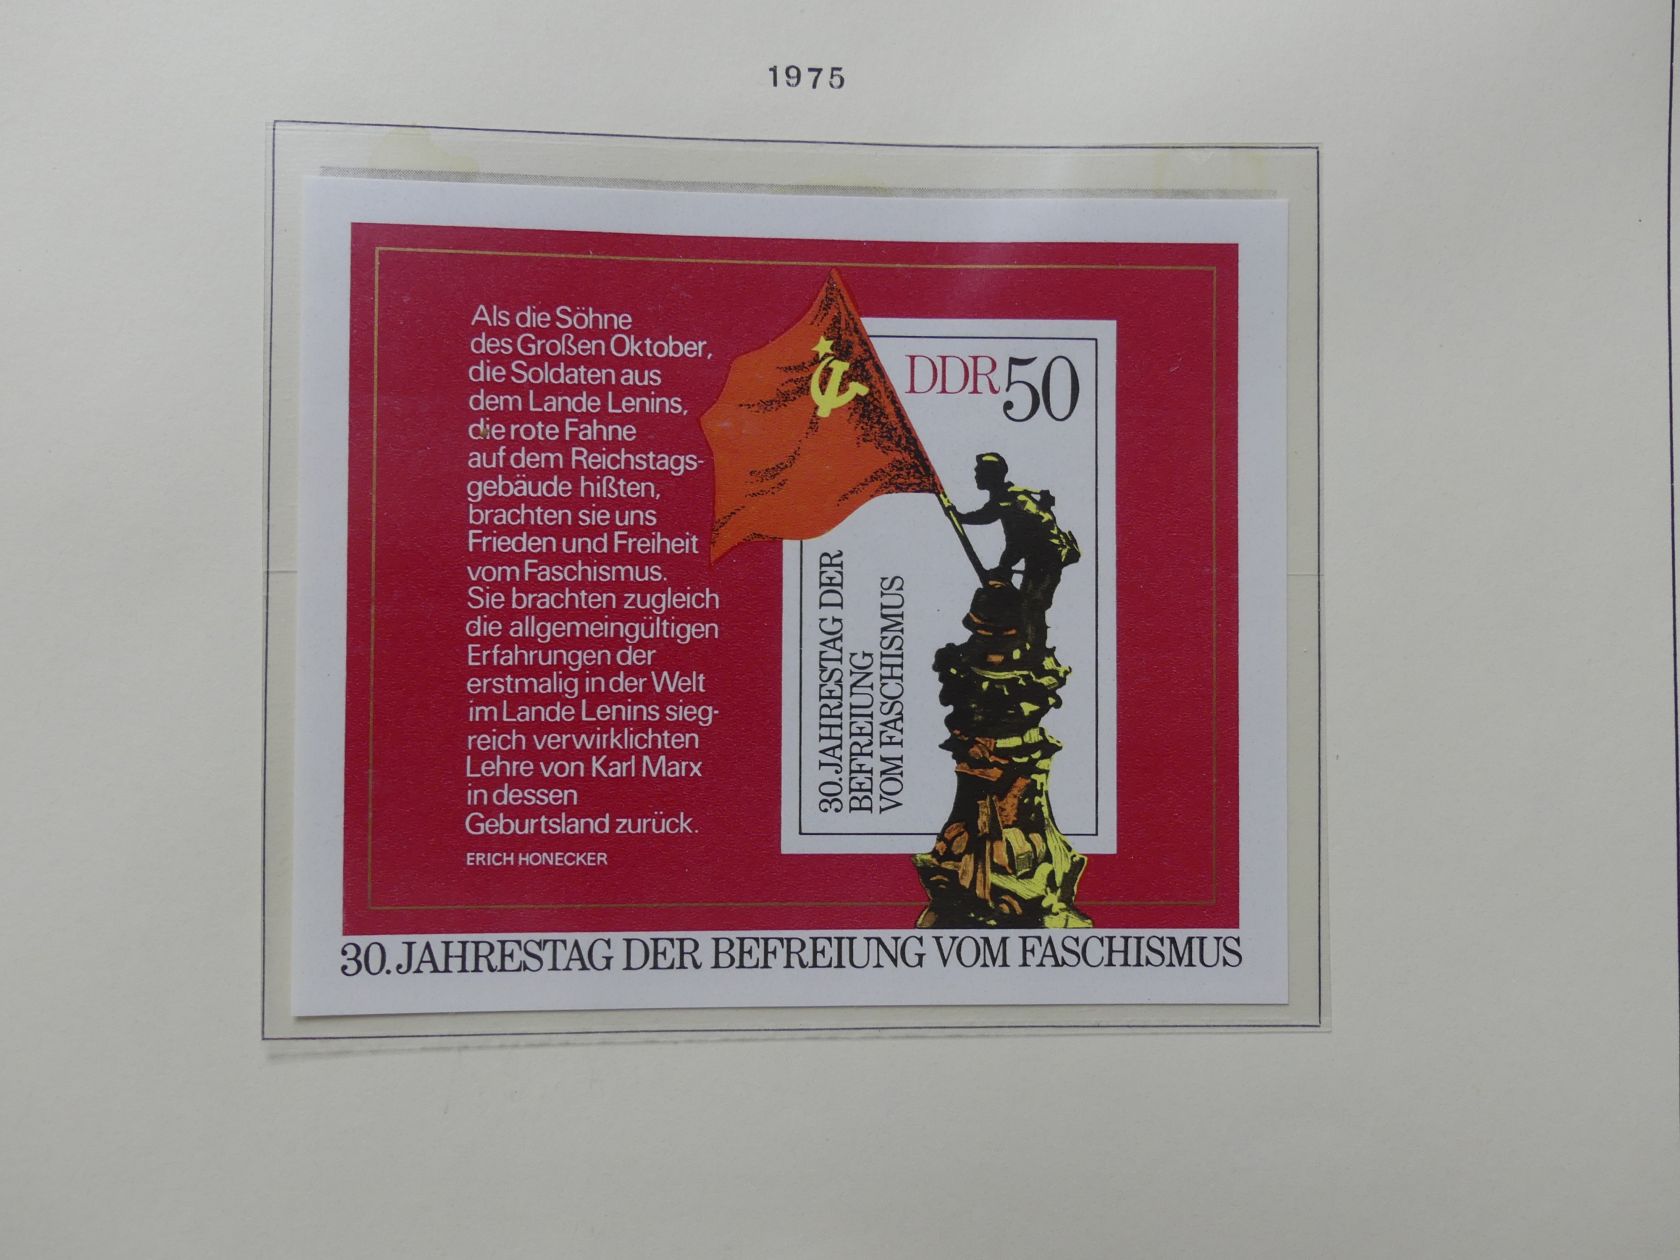 1975
Als die Söhne
des Großen Oktober,
die Soldaten aus
dem Lande Lenins,
die rote Fahne
auf dem Reichstags-
gebäude hißten,
brachten sie uns
Frieden und Freiheit
vom Faschismus.
Sie brachten zugleich
die allgemeingültigen
Erfahrungen der
erstmalig in der Welt
im Lande Lenins sieg-
reich verwirklichten
Lehre von Karl Marx
in dessen
Geburtsland zurück.
ERICH HONECKER
DDR 50
30. JAHRESTAG DER
BEFREIUNG
VOM FASCHISMUS
30. JAHRESTAG DER BEFREIUNG VOM FASCHISMUS